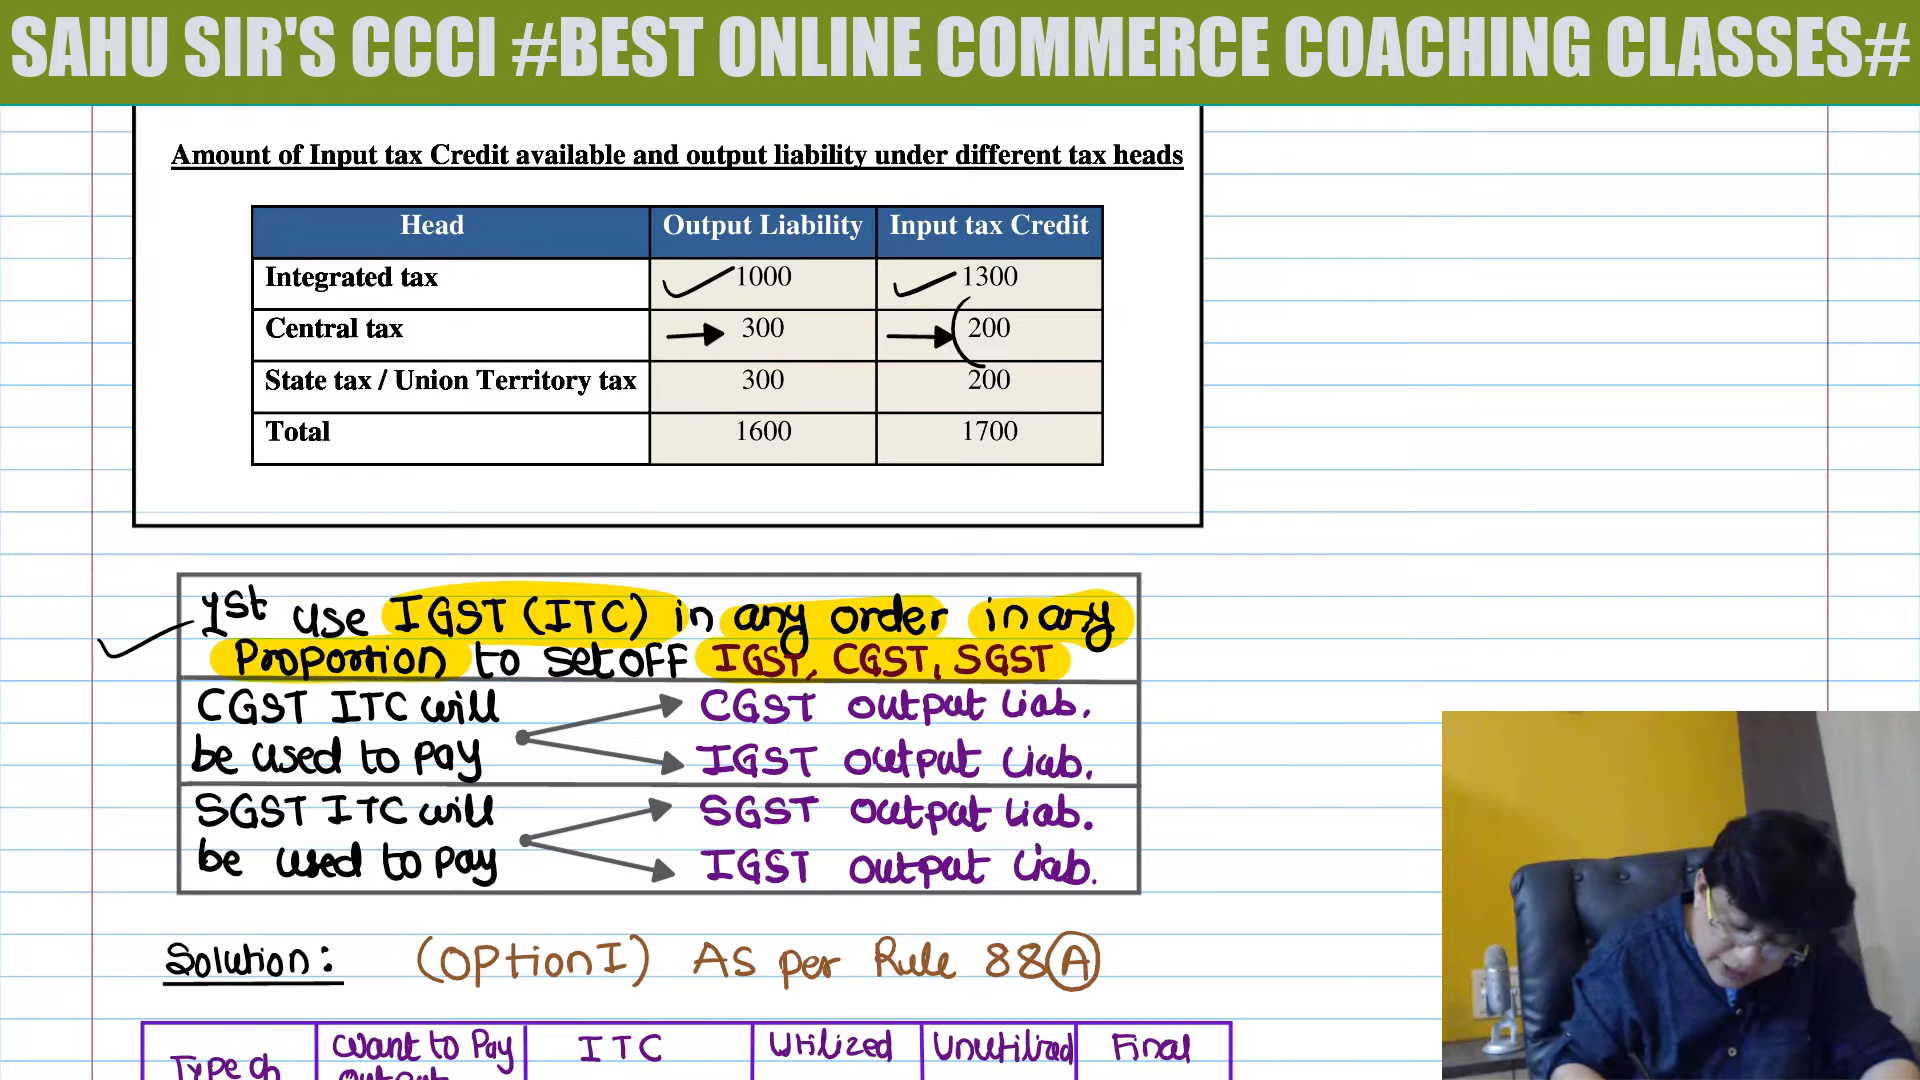 SAHU SIR'S CCCI #BEST ONLINE COMMERCE COACHING CLASSES#
Amount of Input tax Credit available and output liability under different tax heads
Head Output Liability Input tax Credit
Integrated tax 1000 1300
Central tax 300 200
State tax / Union Territory tax 300 200
Total 1600 1700
1st use IGST (ITC) in any order in any
Proportion to setoff IGST, CGST, SGST
CGST ITC will CGST output Liab.
be used to pay IGST output Liab.
SGST ITC will SGST output Liab.
be used to pay IGST output Liab.
Solution: (OPtion I) AS per Rule 88(A)
Type of Want to Pay ITC Utilized Unutilized Final
output